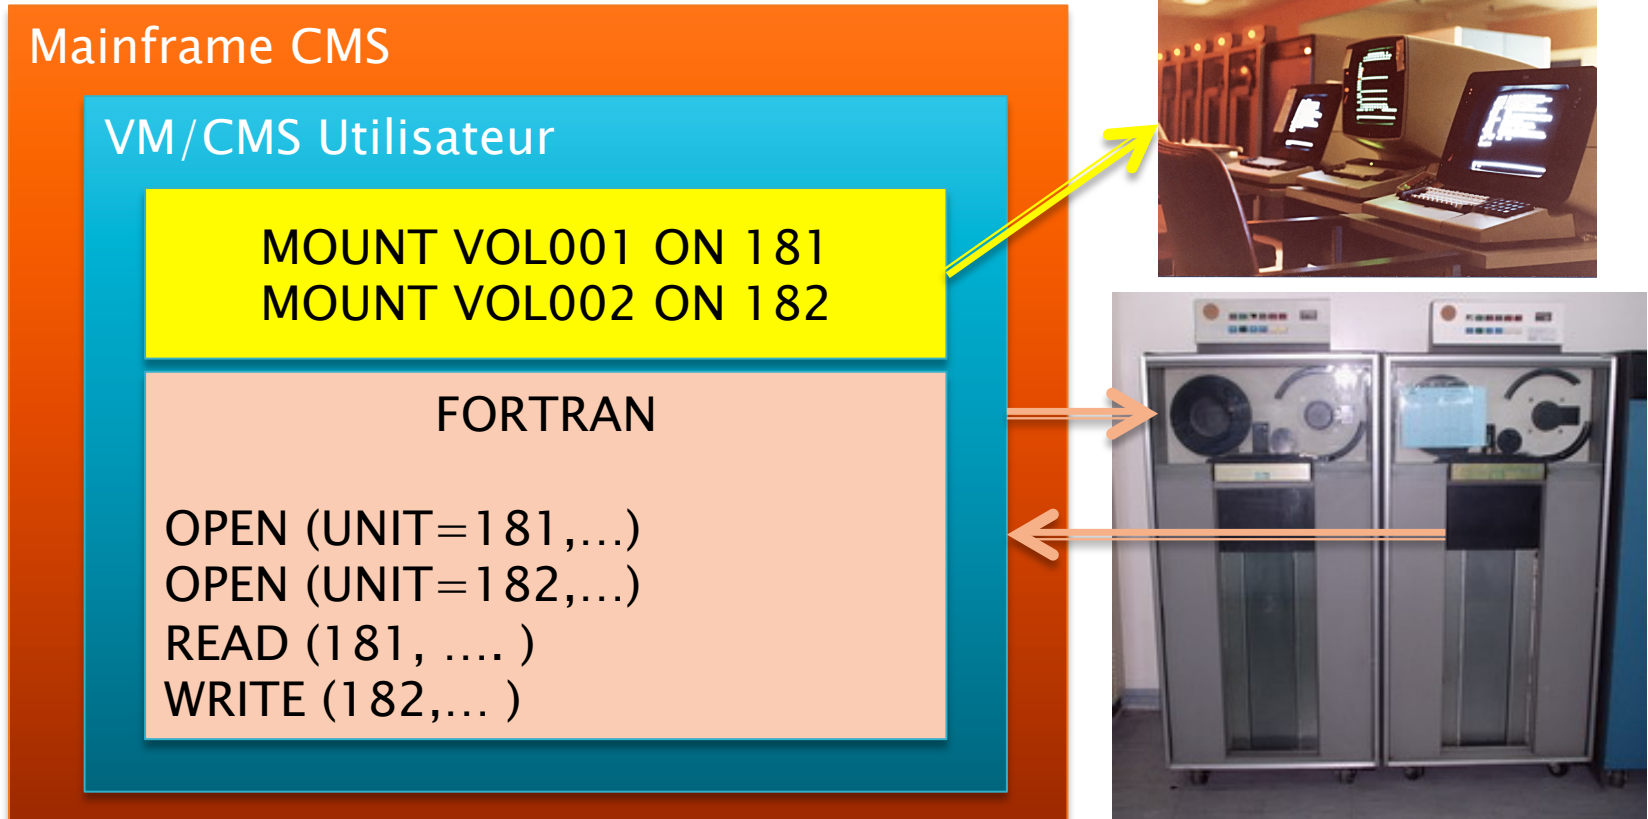 Mainframe CMS
VM/CMS Utilisateur
MOUNT VOL001 ON 181
MOUNT VOL002 ON 182
FORTRAN
OPEN (UNIT=181,…)
OPEN (UNIT=182,…)
READ (181, …. )
WRITE (182,… )